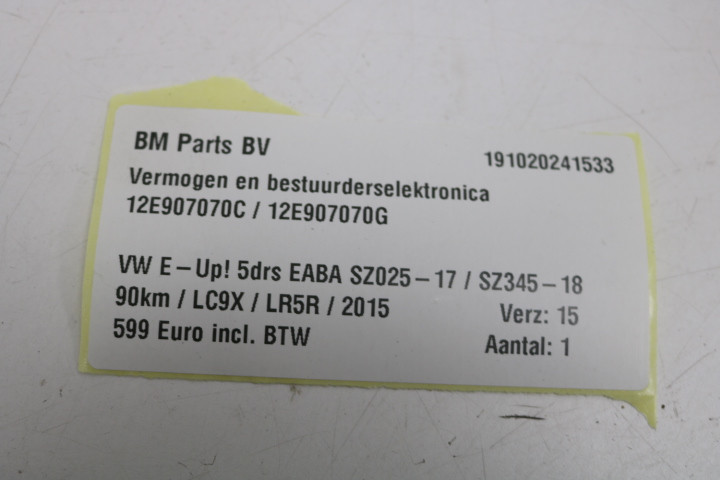 BM Parts BV 191020241533
Vermogen en bestuurderselektronica
12E907070C / 12E907070G
VW E-Up! 5drs EABA SZ025-17 / SZ345-18
90km / LC9X / LR5R / 2015 Verz: 15
599 Euro incl. BTW Aantal: 1